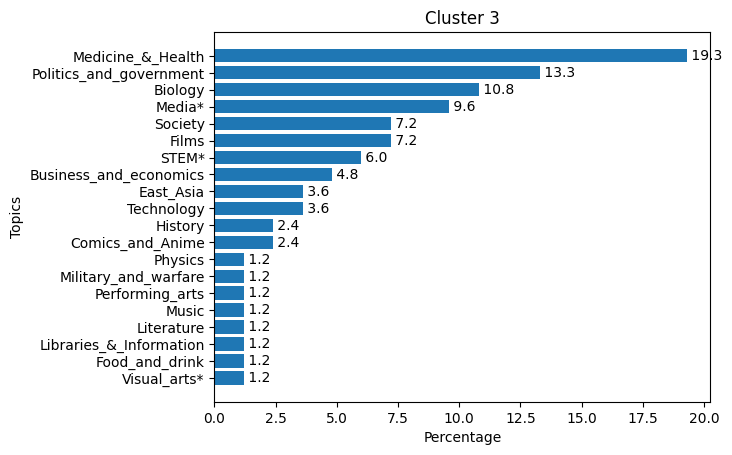 Cluster 3
Medicine_&_Health 19.3
Politics_and_government 13.3
Biology 10.8
Media* 9.6
Society 7.2
Films 7.2
STEM* 6.0
Business_and_economics 4.8
East_Asia 3.6
Technology 3.6
History 2.4
Comics_and_Anime 2.4
Physics 1.2
Military_and_warfare 1.2
Performing_arts 1.2
Music 1.2
Literature 1.2
Libraries_&_Information 1.2
Food_and_drink 1.2
Visual_arts* 1.2
Topics
0.0 2.5 5.0 7.5 10.0 12.5 15.0 17.5 20.0
Percentage